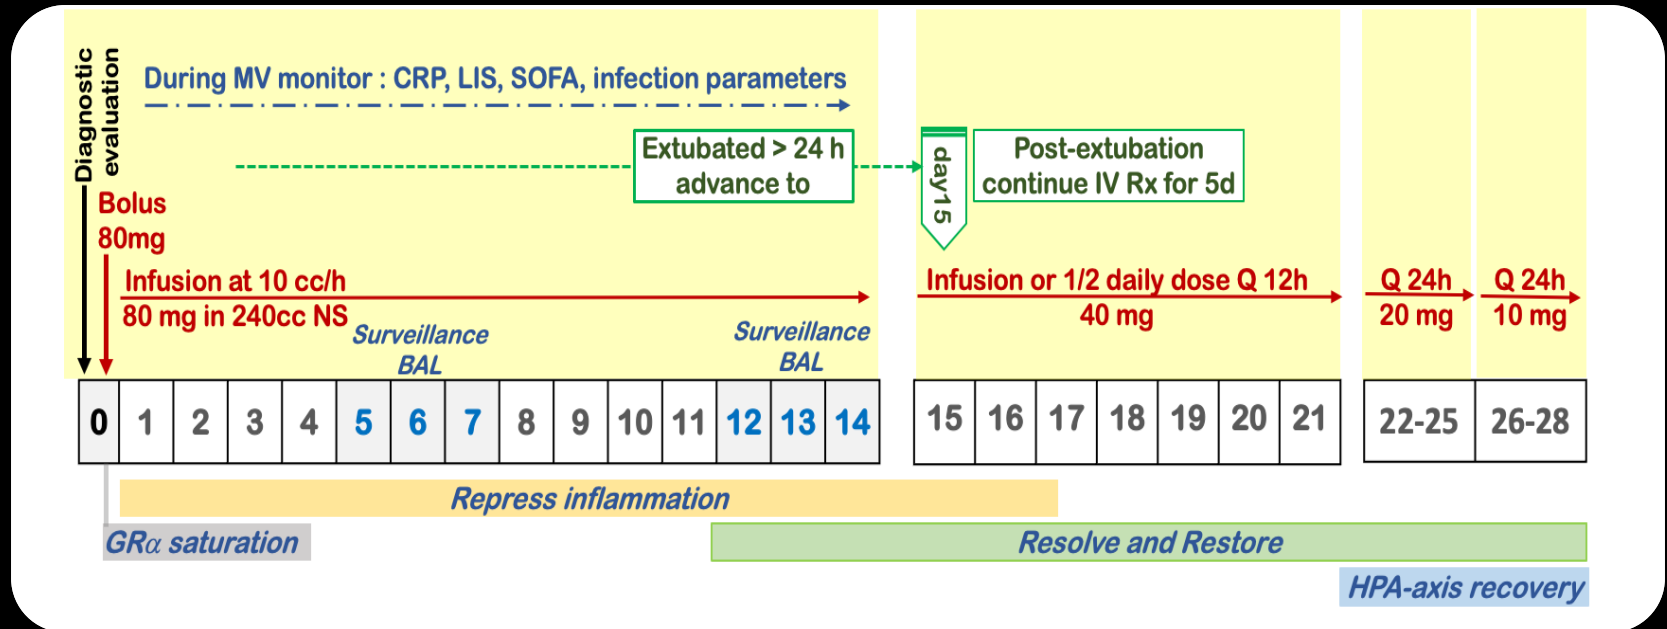 Diagnostic
evaluation
During MV monitor : CRP, LIS, SOFA, infection parameters
Extubated > 24 h
advance to
day15
Post-extubation
continue IV Rx for 5d
Bolus
80mg
Infusion at 10 cc/h
80 mg in 240cc NS
Surveillance
BAL
Surveillance
BAL
Infusion or 1/2 daily dose Q 12h
40 mg
Q 24h
20 mg
Q 24h
10 mg
0 1 2 3 4 5 6 7 8 9 10 11 12 13 14 15 16 17 18 19 20 21 22-25 26-28
Repress inflammation
GRα saturation
Resolve and Restore
HPA-axis recovery